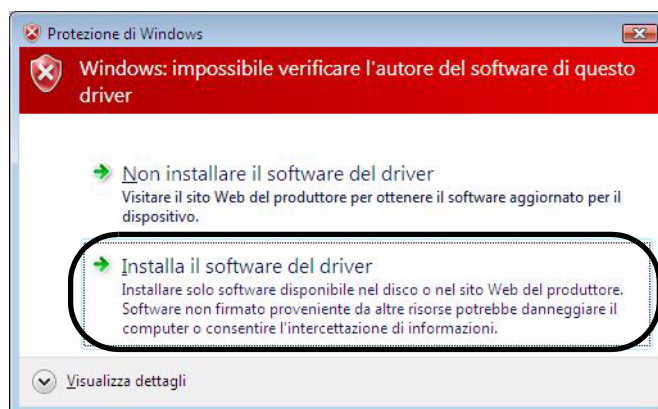 Protezione di Windows
Windows: impossibile verificare l'autore del software di questo
driver
Non installare il software del driver
Visitare il sito Web del produttore per ottenere il software aggiornato per il
dispositivo.
Installa il software del driver
Installare solo software disponibile nel disco o nel sito Web del produttore.
Software non firmato proveniente da altre risorse potrebbe danneggiare il
computer o consentire l'intercettazione di informazioni.
Visualizza dettagli